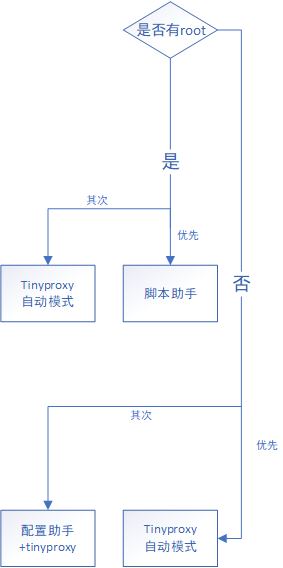 是否有root
是
其次
优先
Tinyproxy
自动模式
脚本助手
否
其次
优先
配置助手
+tinyproxy
Tinyproxy
自动模式